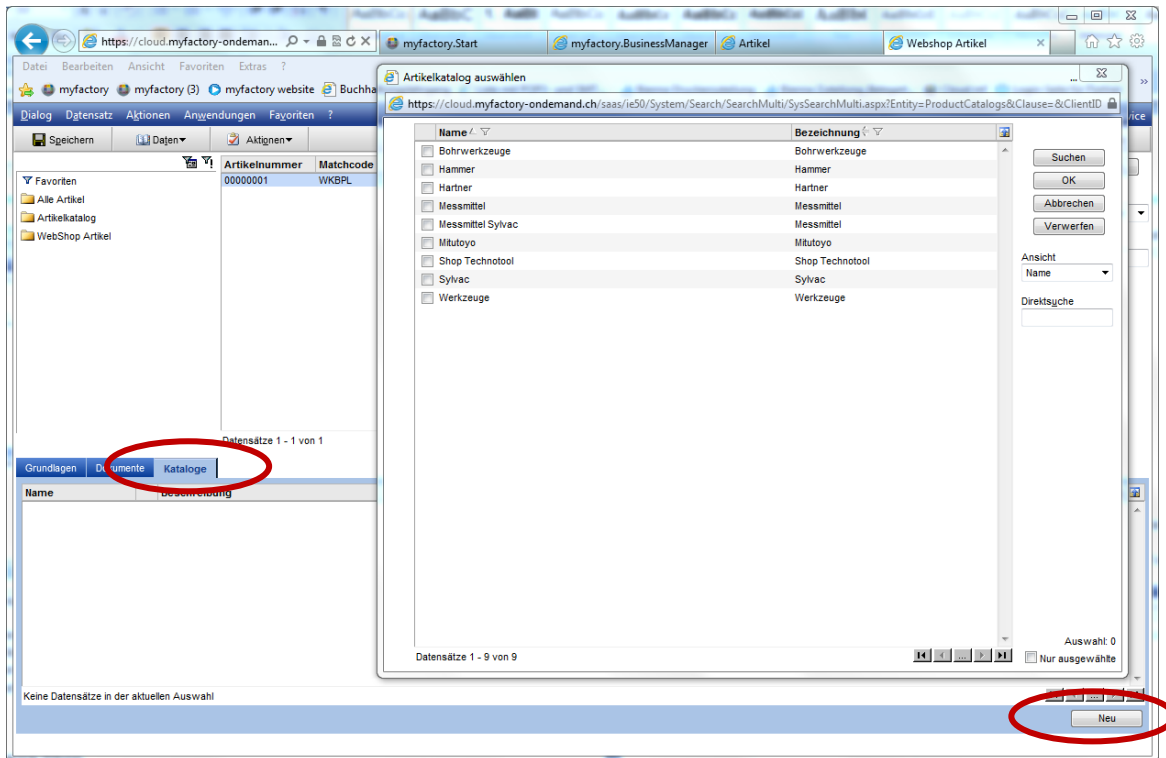 https://cloud.myfactory-ondeman...
myfactory.Start
myfactory.BusinessManager
Artikel
Webshop Artikel
Datei Bearbeiten Ansicht Favoriten Extras ?
myfactory myfactory (3) myfactory website Buchha
Dialog Datensatz Aktionen Anwendungen Favoriten ?
vice
Speichern Daten Aktionen
Artikelnummer Matchcode
00000001 WKBPL
Favoriten
Alle Artikel
Artikelkatalog
WebShop Artikel
Datensätze 1 - 1 von 1
Artikelkatalog auswählen
https://cloud.myfactory-ondemand.ch/saas/ie50/System/Search/SearchMulti/SysSearchMulti.aspx?Entity=ProductCatalogs&Clause=&ClientID
Name Bezeichnung
Bohrwerkzeuge Bohrwerkzeuge
Hammer Hammer
Hartner Hartner
Messmittel Messmittel
Messmittel Sylvac Messmittel
Mitutoyo Mitutoyo
Shop Technotool Shop Technotool
Sylvac Sylvac
Werkzeuge Werkzeuge
Suchen
OK
Abbrechen
Verwerfen
Ansicht
Name
Direktsuche
Auswahl: 0
Datensätze 1 - 9 von 9
...
Nur ausgewählte
Grundlagen Dokumente Kataloge
Name Beschreibung
Keine Datensätze in der aktuellen Auswahl
Neu